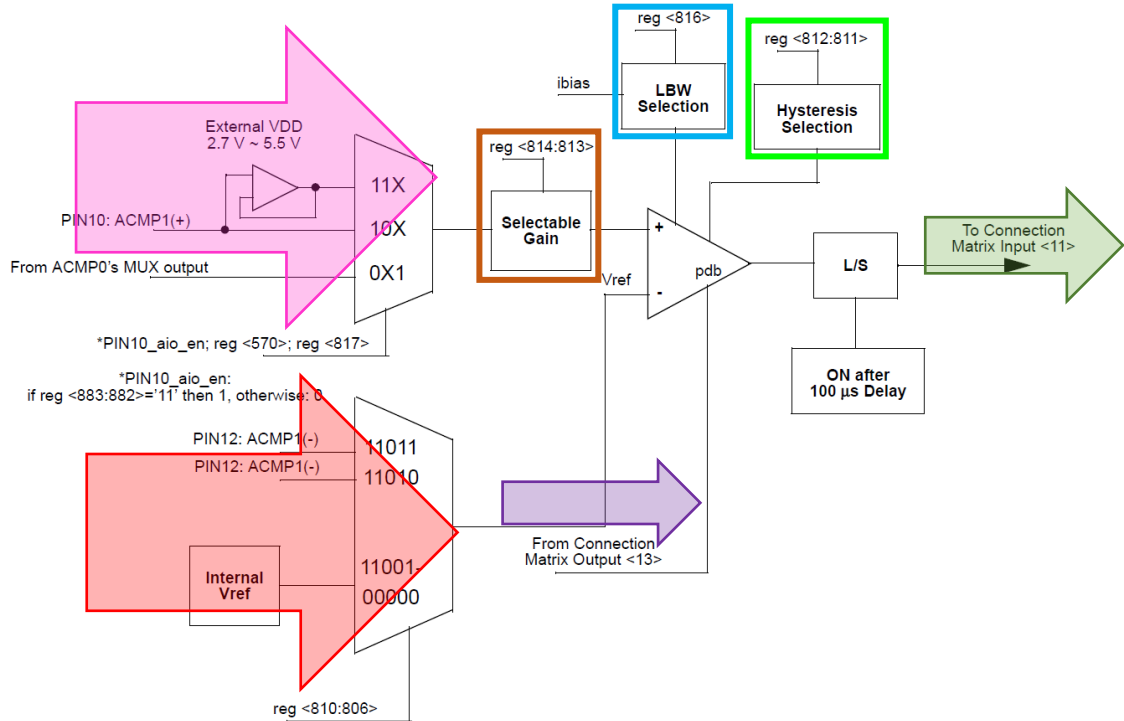 reg <816>
reg <812:811>
ibias
LBW
Selection
Hysteresis
Selection
External VDD
2.7 V ~ 5.5 V
reg <814:813>
11X
PIN10: ACMP1(+)
10X
Selectable
Gain
+
To Connection
Matrix Input <11>
From ACMP0's MUX output
0X1
pdb
L/S
Vref
-
*PIN10_aio_en; reg <570>; reg <817>
*PIN10_aio_en:
if reg <883:882>='11' then 1, otherwise: 0
ON after
100 µs Delay
PIN12: ACMP1(-)
11011
PIN12: ACMP1(-)
11010
From Connection
Matrix Output <13>
Internal
Vref
11001-
00000
reg <810:806>